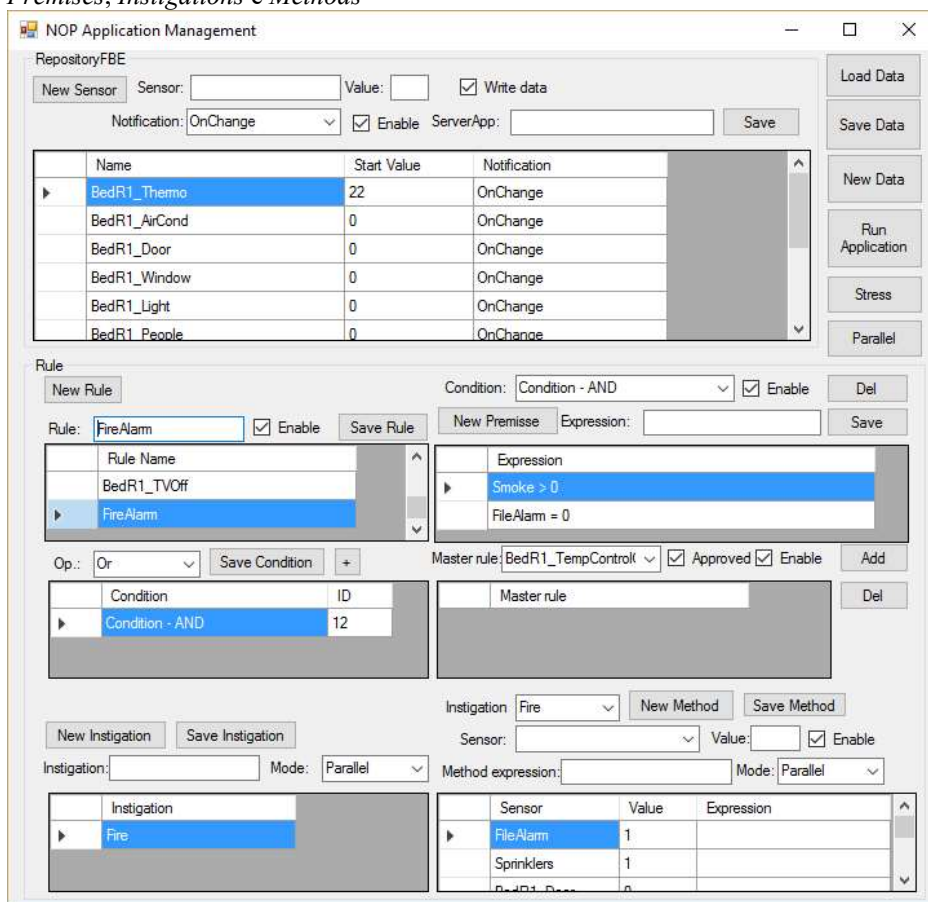 Premises, Instigations e Methods
NOP Application Management
RepositoryFBE
New Sensor Sensor: Value: Write data
Notification: OnChange Enable ServerApp: Save
Name Start Value Notification
BedR1_Thermo 22 OnChange
BedR1_AirCond 0 OnChange
BedR1_Door 0 OnChange
BedR1_Window 0 OnChange
BedR1_Light 0 OnChange
BedR1_People 0 OnChange
Load Data
Save Data
New Data
Run
Application
Stress
Parallel
Rule
New Rule
Condition: Condition - AND Enable Del
Rule: FireAlarm Enable Save Rule
New Premisse Expression: Save
Rule Name
BedR1_TVOff
FireAlarm
Expression
Smoke > 0
FileAlarm = 0
Op.: Or Save Condition +
Master rule: BedR1_TempControl Approved Enable Add
Condition ID
Condition - AND 12
Master rule
Del
Instigation Fire New Method Save Method
New Instigation Save Instigation
Sensor: Value: Enable
Instigation: Mode: Parallel
Method expression: Mode: Parallel
Instigation
Fire
Sensor Value Expression
FileAlarm 1
Sprinklers 1
BedR1_Door 0